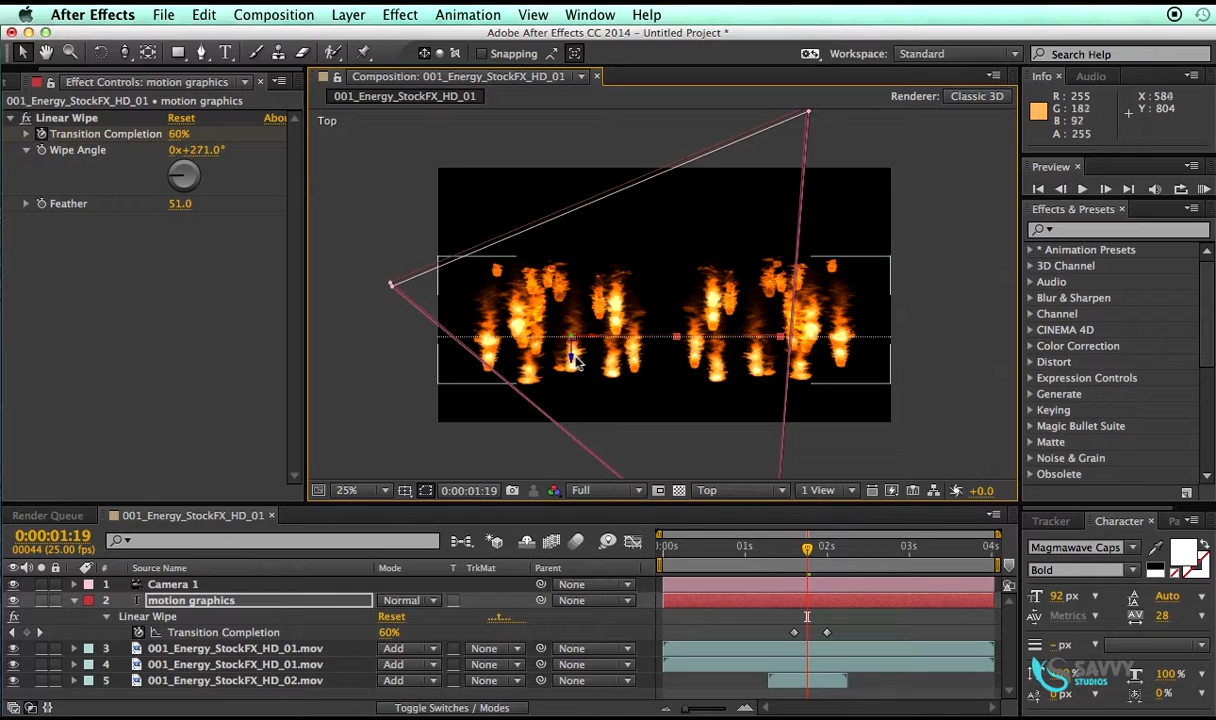 After Effects File Edit Composition Layer Effect Animation View Window Help
Adobe After Effects CC 2014 - Untitled Project *
Snapping
Workspace: Standard
Search Help
Effect Controls: motion graphics
001_Energy_StockFX_HD_01 • motion graphics
Linear Wipe Reset Abou
Transition Completion 60%
Wipe Angle 0x+271.0°
Feather 51.0
Composition: 001_Energy_StockFX_HD_01
001_Energy_StockFX_HD_01
Renderer: Classic 3D
Top
25% 0:00:01:19 Full Top 1 View +0.0
Info Audio
R: 255 X: 584
G: 182 Y: 804
B: 92
A: 255
Preview
Effects & Presets
* Animation Presets
3D Channel
Audio
Blur & Sharpen
Channel
CINEMA 4D
Color Correction
Distort
Expression Controls
Generate
Keying
Magic Bullet Suite
Matte
Noise & Grain
Obsolete
Tracker Character Pa
Magmawave Caps
Bold
92 px Auto
Metrics 28
- px
100%
0 px 0%
SAVVY
STUDIOS
Render Queue 001_Energy_StockFX_HD_01
0:00:01:19
00044 (25.00 fps)
:00s 01s 02s 03s 04s
# Source Name Mode T TrkMat Parent
1 Camera 1 None
2 motion graphics Normal None
Linear Wipe Reset ...t...
Transition Completion 60%
3 001_Energy_StockFX_HD_01.mov Add None None
4 001_Energy_StockFX_HD_01.mov Add None None
5 001_Energy_StockFX_HD_02.mov Add None None
Toggle Switches / Modes